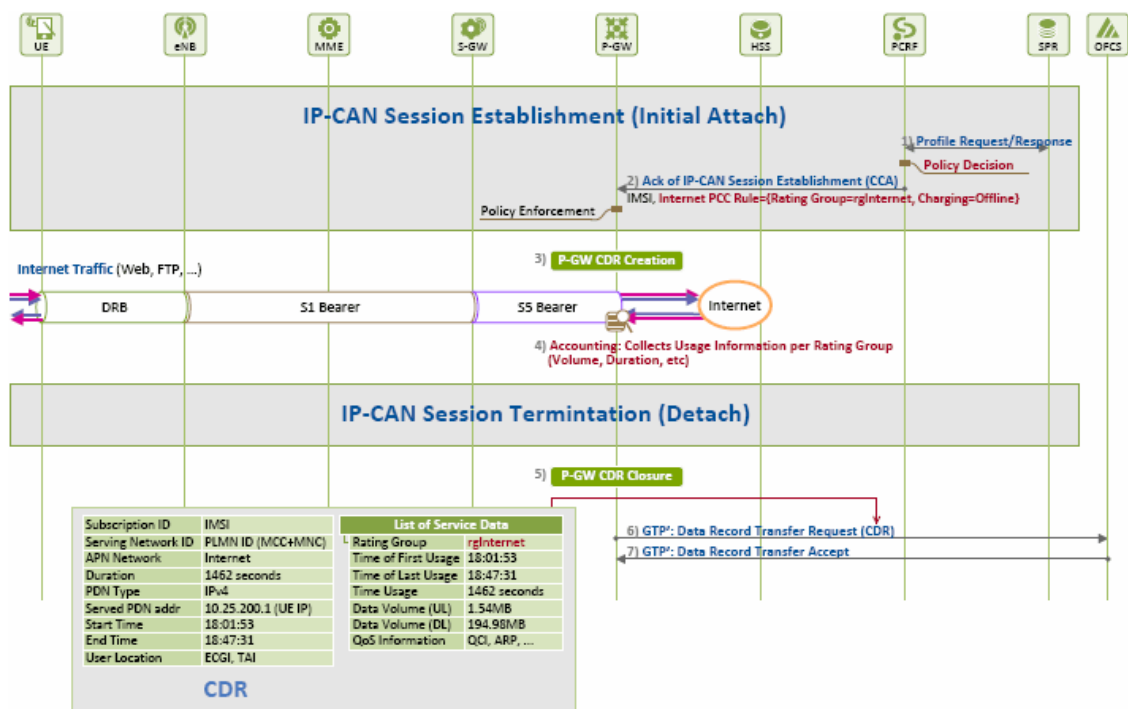 UE eNB MME S-GW P-GW HSS PCRF SPR OFCS
IP-CAN Session Establishment (Initial Attach)
1) Profile Request/Response
Policy Decision
2) Ack of IP-CAN Session Establishment (CCA)
IMSI, Internet PCC Rule={Rating Group=rgInternet, Charging=Offline}
Policy Enforcement
3) P-GW CDR Creation
Internet Traffic (Web, FTP, ...)
DRB S1 Bearer S5 Bearer Internet
4) Accounting: Collects Usage Information per Rating Group
(Volume, Duration, etc)
IP-CAN Session Termintation (Detach)
5) P-GW CDR Closure
6) GTP': Data Record Transfer Request (CDR)
7) GTP': Data Record Transfer Accept
Subscription ID IMSI
Serving Network ID PLMN ID (MCC+MNC)
APN Network Internet
Duration 1462 seconds
PDN Type IPv4
Served PDN addr 10.25.200.1 (UE IP)
Start Time 18:01:53
End Time 18:47:31
User Location ECGI, TAI
List of Service Data
Rating Group rgInternet
Time of First Usage 18:01:53
Time of Last Usage 18:47:31
Time Usage 1462 seconds
Data Volume (UL) 1.54MB
Data Volume (DL) 194.98MB
QoS Information QCI, ARP, ...
CDR